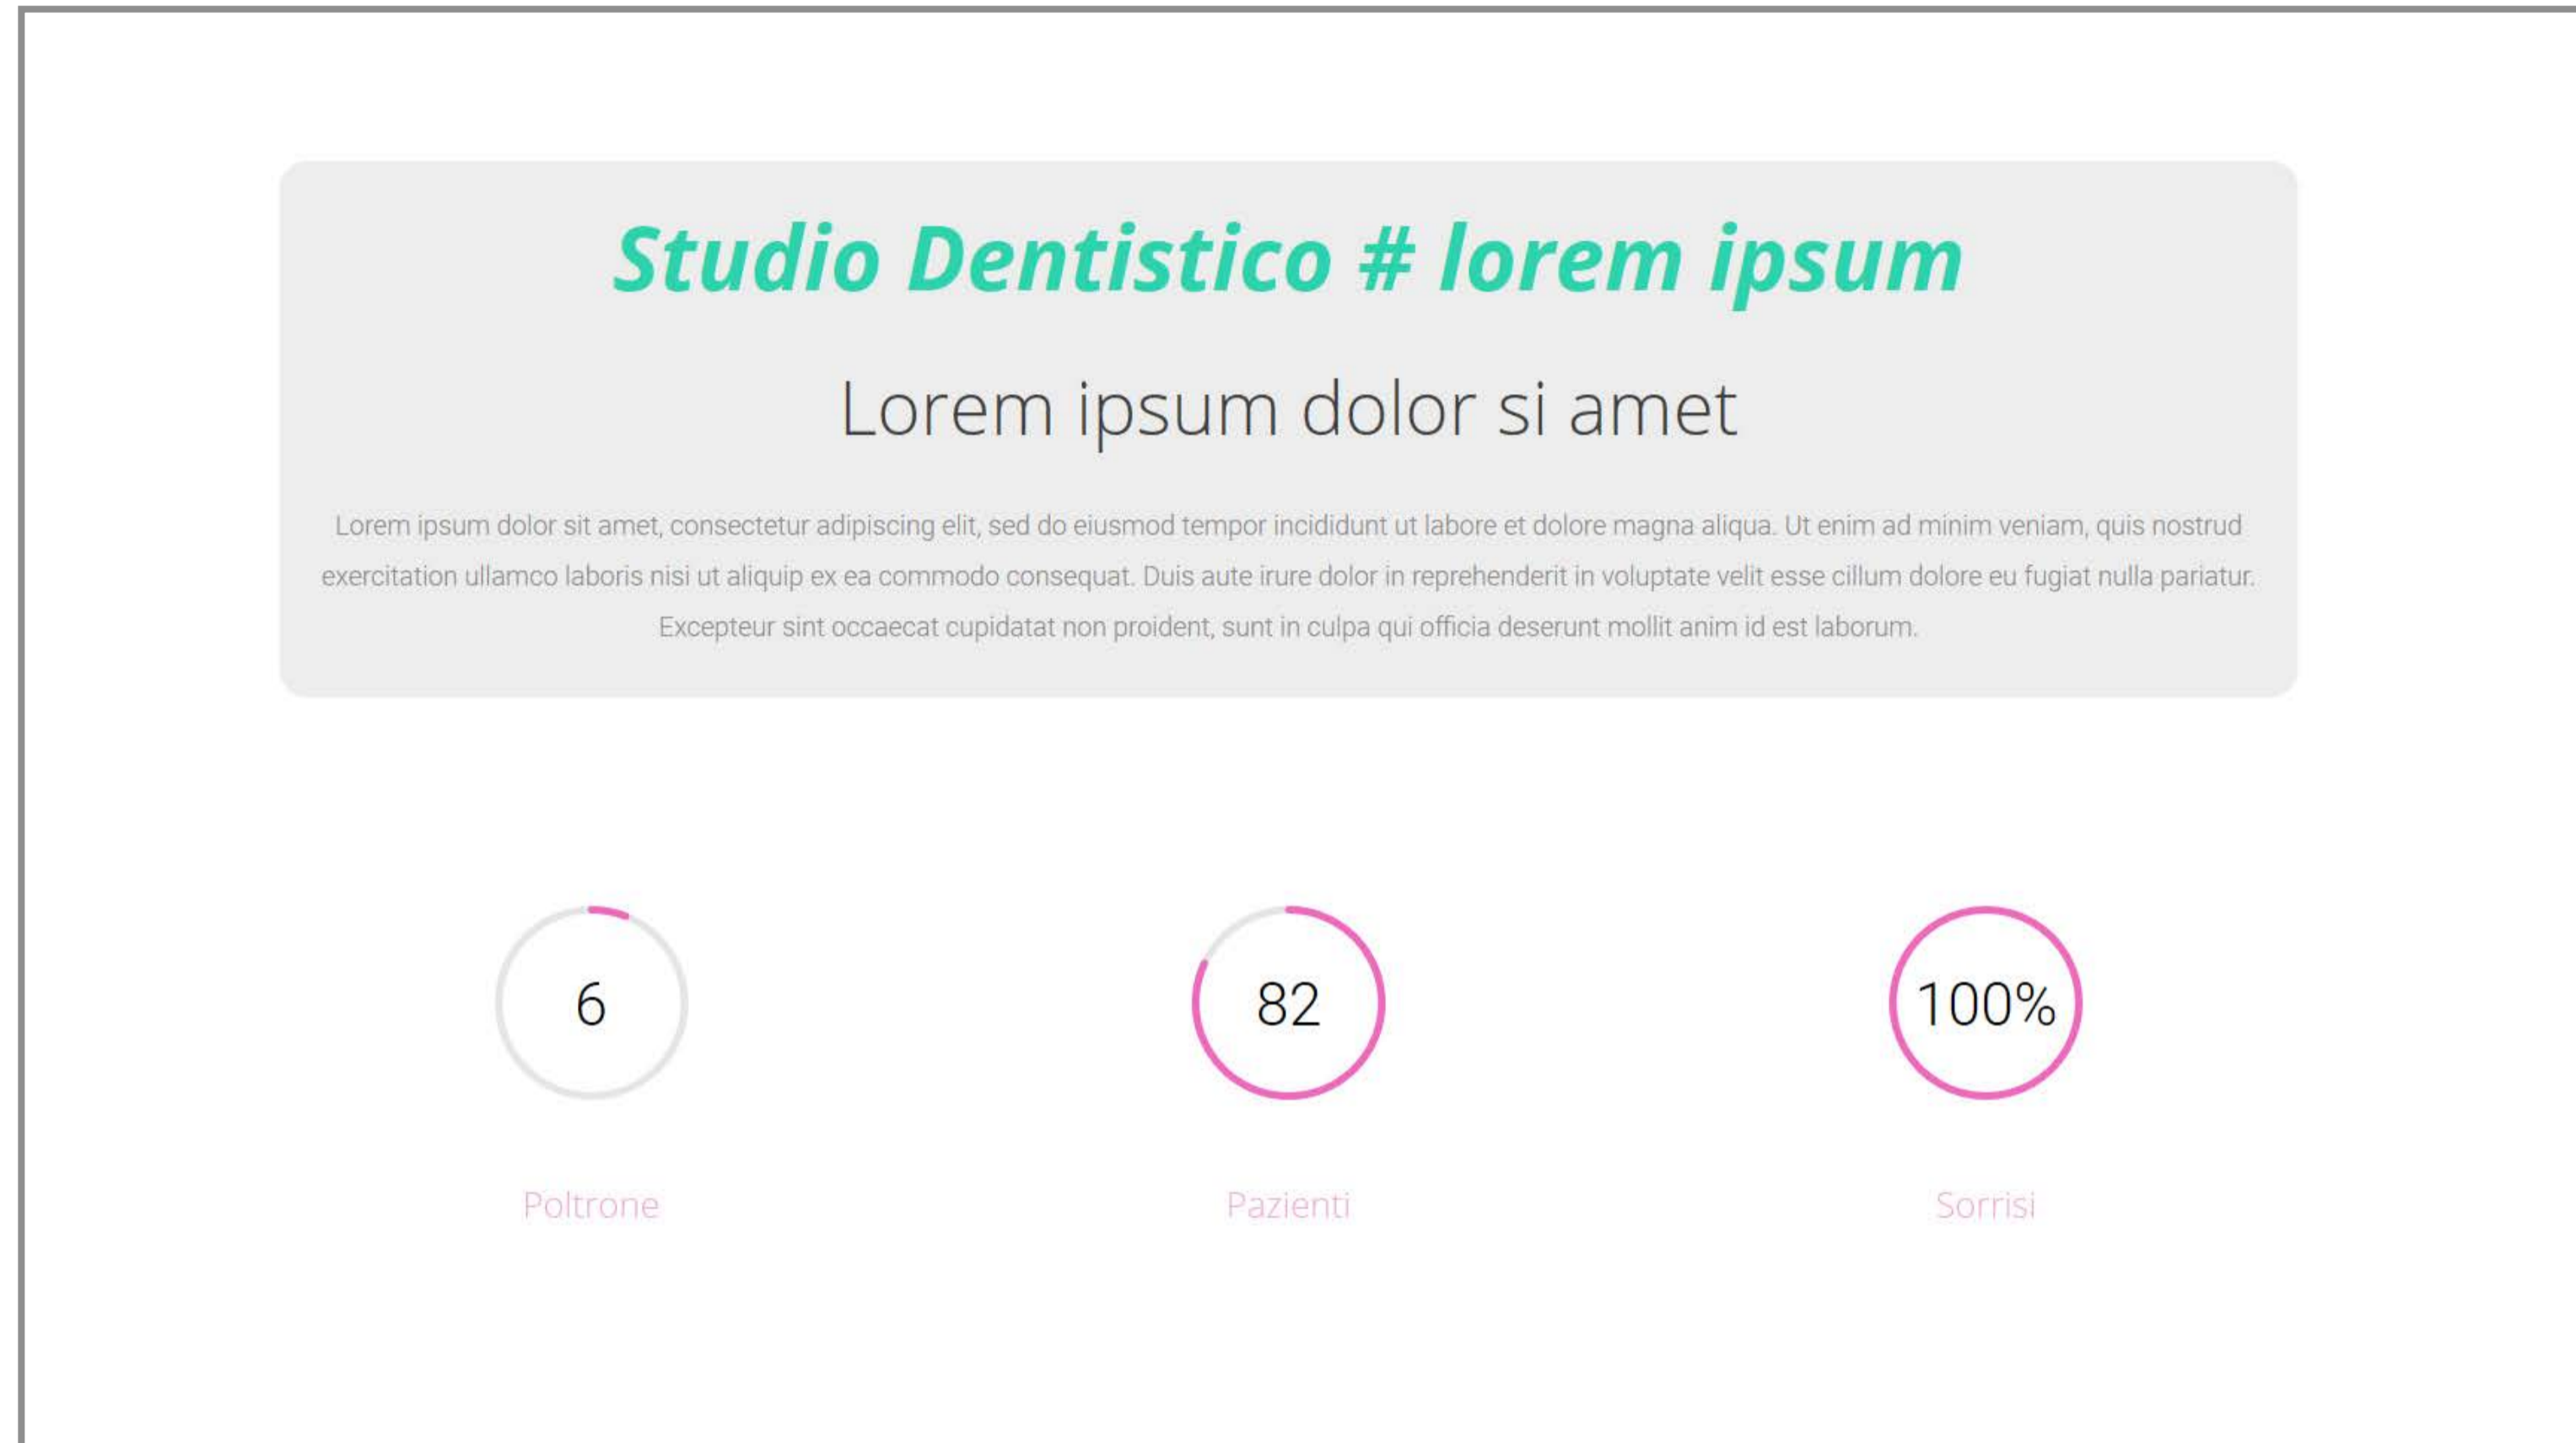 Studio Dentistico # lorem ipsum
Lorem ipsum dolor si amet
Lorem ipsum dolor sit amet, consectetur adipiscing elit, sed do eiusmod tempor incididunt ut labore et dolore magna aliqua. Ut enim ad minim veniam, quis nostrud
exercitation ullamco laboris nisi ut aliquip ex ea commodo consequat. Duis aute irure dolor in reprehenderit in voluptate velit esse cillum dolore eu fugiat nulla pariatur.
Excepteur sint occaecat cupidatat non proident, sunt in culpa qui officia deserunt mollit anim id est laborum.
6
82
100%
Poltrone
Pazienti
Sorrisi